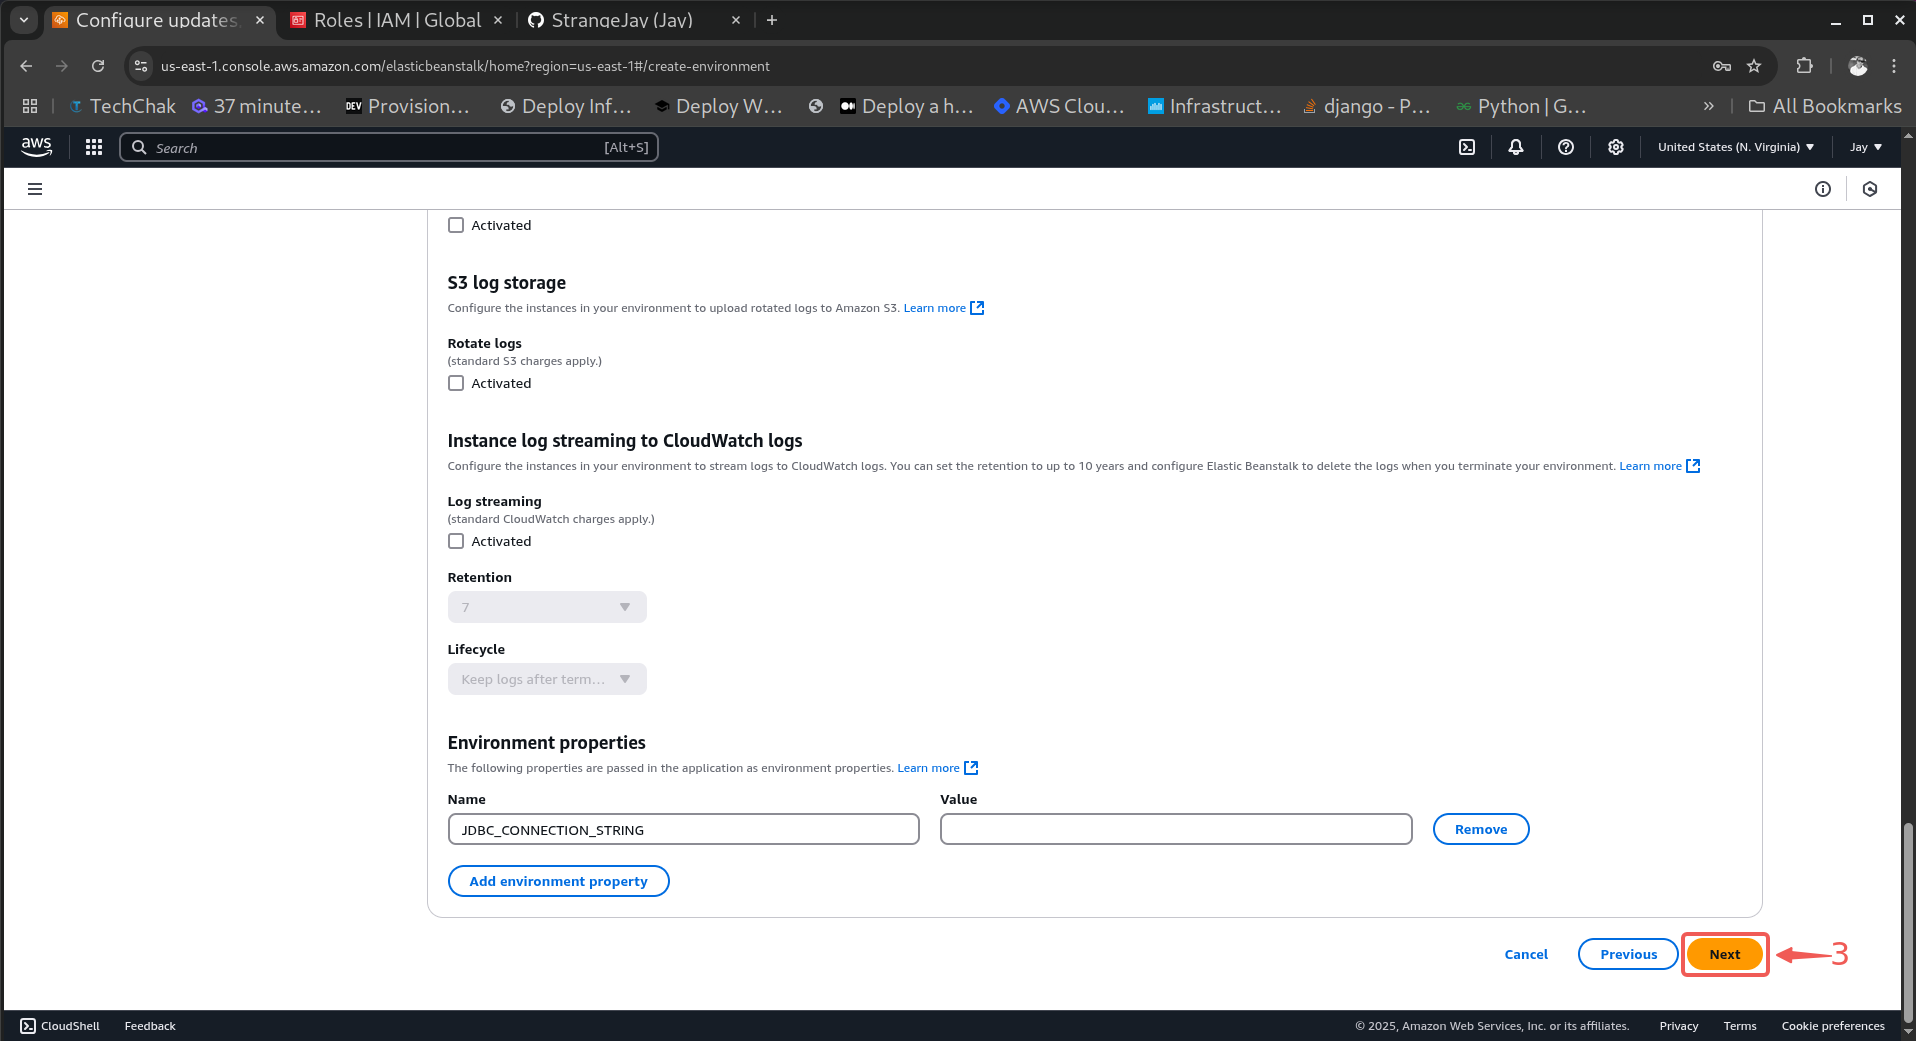 Configure updates,
Roles | IAM | Global
StrangeJay (Jay)
us-east-1.console.aws.amazon.com/elasticbeanstalk/home?region=us-east-1#/create-environment
TechChak
37 minute...
DEV Provision...
Deploy Inf...
Deploy W...
Deploy a h...
AWS Clou...
Infrastruct...
django - P...
Python | G...
»
All Bookmarks
aws
Search
[Alt+S]
United States (N. Virginia)
Jay
Activated
S3 log storage
Configure the instances in your environment to upload rotated logs to Amazon S3. Learn more
Rotate logs
(standard S3 charges apply.)
Activated
Instance log streaming to CloudWatch logs
Configure the instances in your environment to stream logs to CloudWatch logs. You can set the retention to up to 10 years and configure Elastic Beanstalk to delete the logs when you terminate your environment. Learn more
Log streaming
(standard CloudWatch charges apply.)
Activated
Retention
7
Lifecycle
Keep logs after term...
Environment properties
The following properties are passed in the application as environment properties. Learn more
Name
Value
JDBC_CONNECTION_STRING
Remove
Add environment property
Cancel
Previous
Next
3
CloudShell
Feedback
© 2025, Amazon Web Services, Inc. or its affiliates.
Privacy
Terms
Cookie preferences